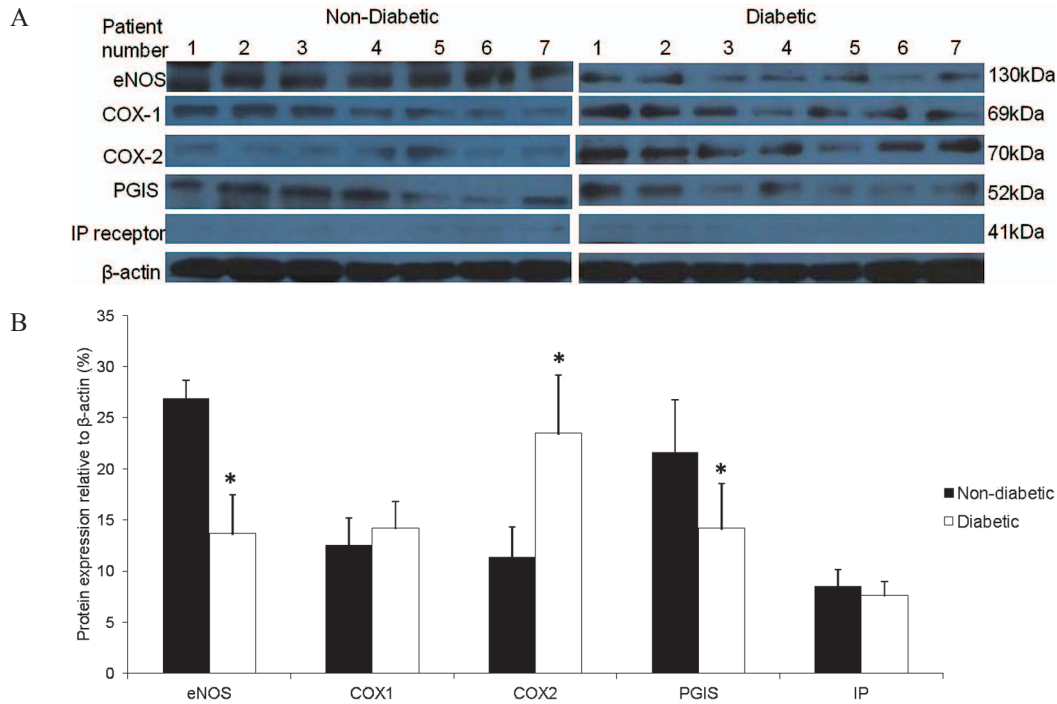 A
Non-Diabetic
Diabetic
Patient number
1 2 3 4 5 6 7
1 2 3 4 5 6 7
eNOS
130kDa
COX-1
69kDa
COX-2
70kDa
PGIS
52kDa
IP receptor
41kDa
β-actin
B
Protein expression relative to β-actin (%)
35
30
25
20
15
10
5
0
*
*
*
eNOS
COX1
COX2
PGIS
IP
Non-diabetic
Diabetic